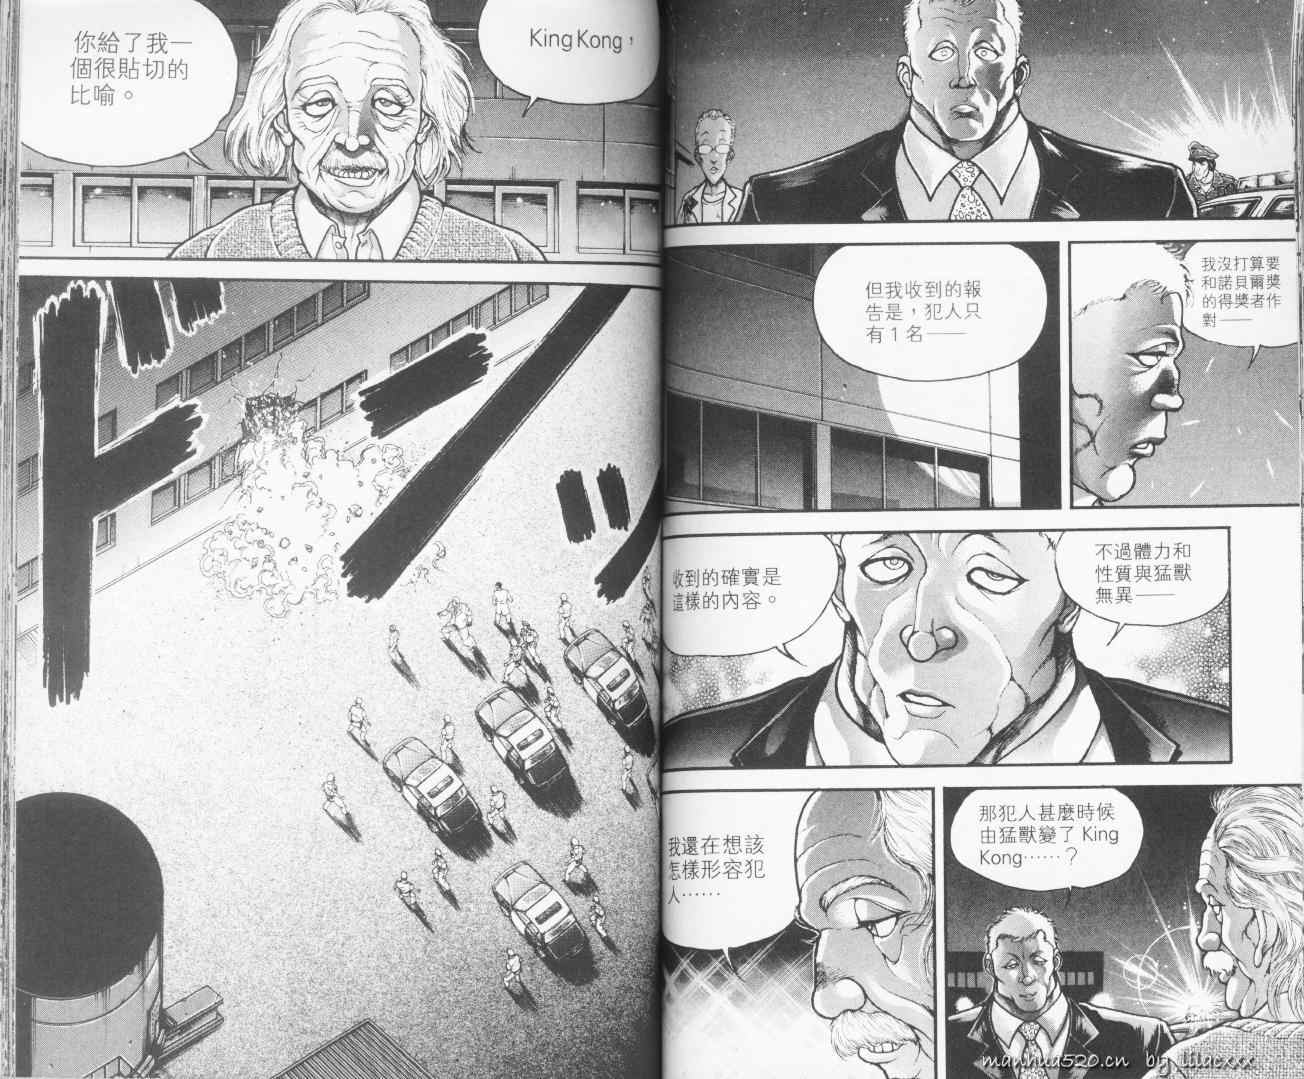 我沒打算要
和諾貝爾獎
的得獎者作
對——
但我收到的報
告是，犯人只
有1名——
不過體力和
性質與猛獸
無異——
收到的確實是
這樣的內容。
那犯人甚麼時候
由猛獸變了 King
Kong……？
我還在想該
怎樣形容犯
人……
King Kong，
你給了我一
個很貼切的
比喻。
manhua520.cn by lilacxxx